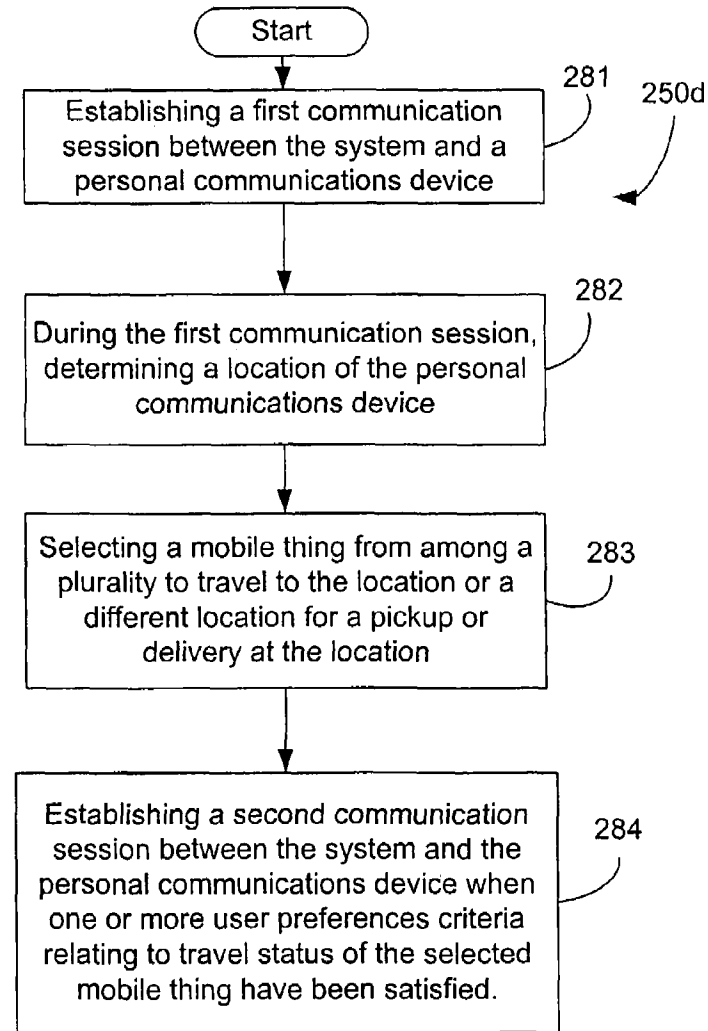 Start
281
250d
Establishing a first communication
session between the system and a
personal communications device
282
During the first communication session,
determining a location of the personal
communications device
283
Selecting a mobile thing from among a
plurality to travel to the location or a
different location for a pickup or
delivery at the location
284
Establishing a second communication
session between the system and the
personal communications device when
one or more user preferences criteria
relating to travel status of the selected
mobile thing have been satisfied.